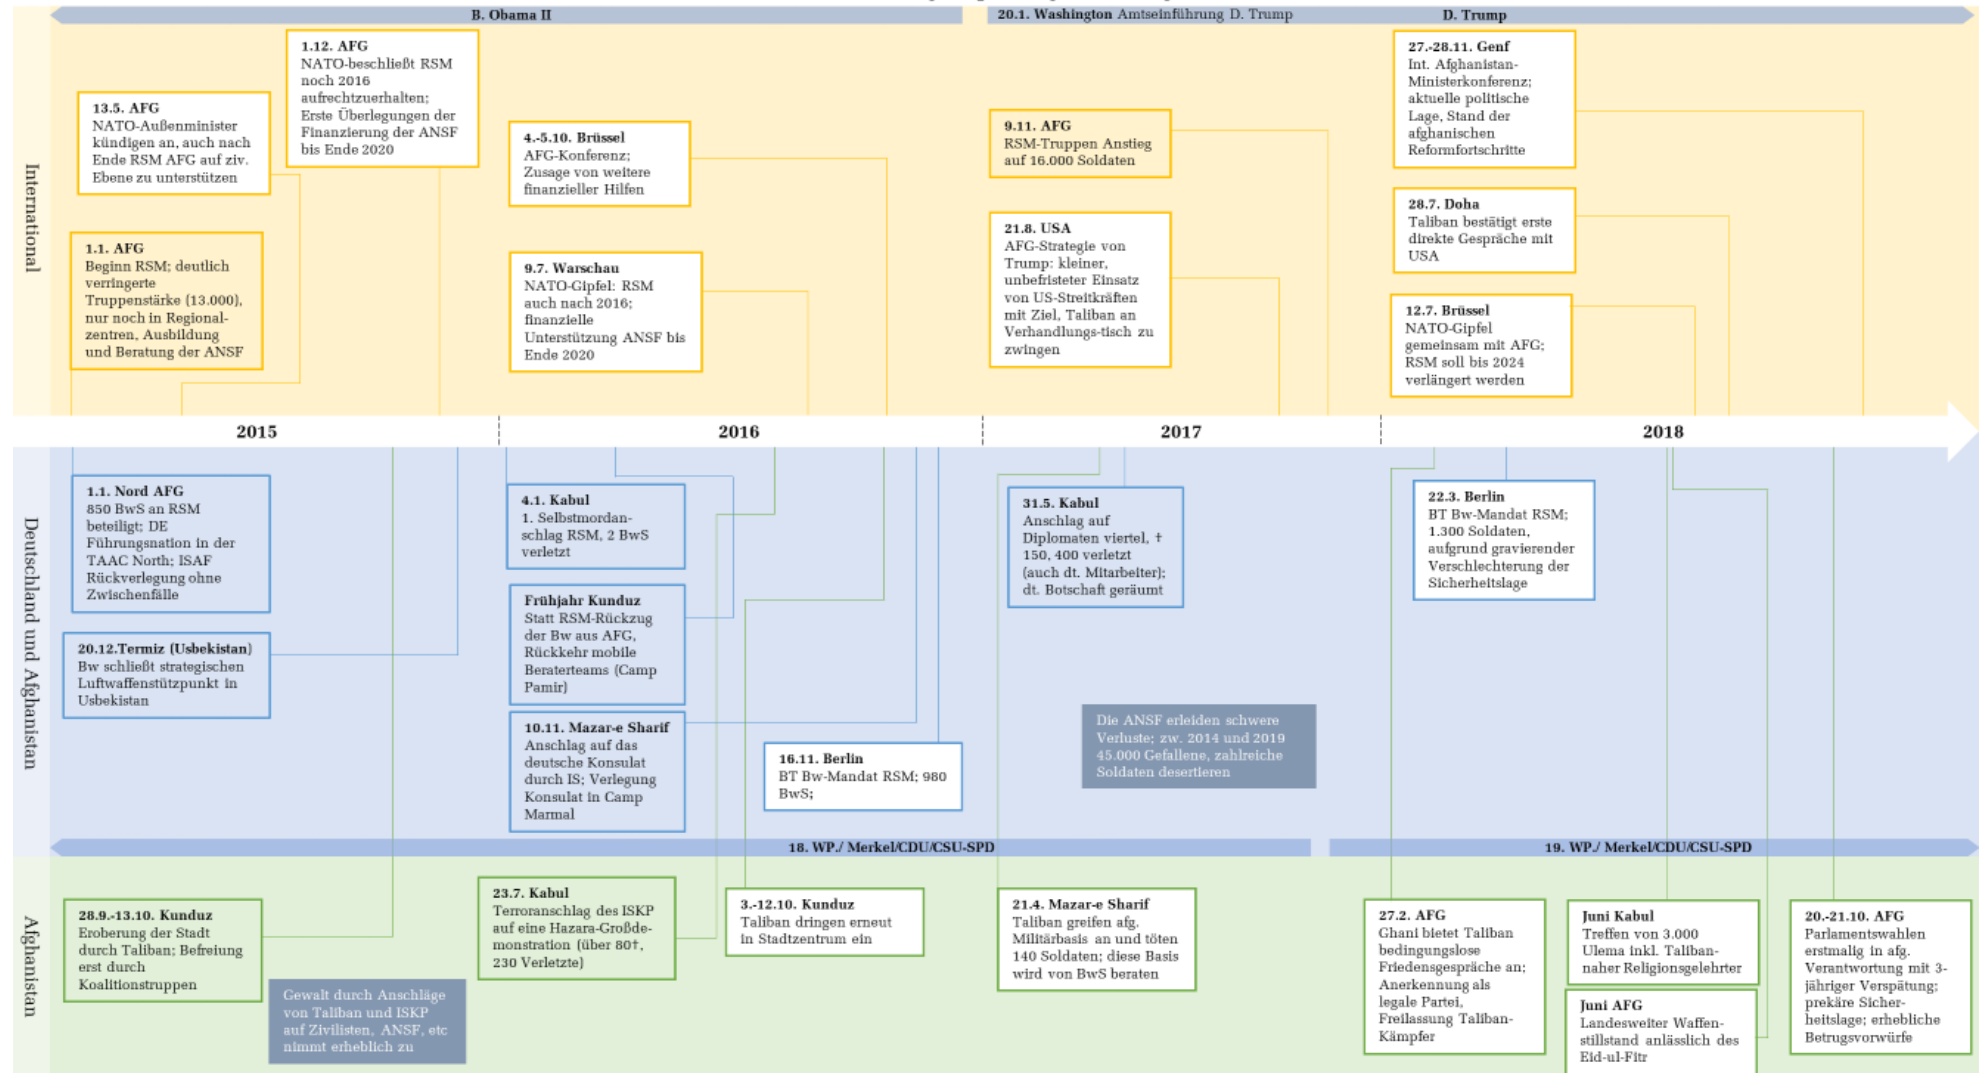 B. Obama II
20.1. Washington Amtseinführung D. Trump
D. Trump
International
1.12. AFG
NATO-beschließt RSM
noch 2016
aufrechtzuerhalten;
Erste Überlegungen der
Finanzierung der ANSF
bis Ende 2020
13.5. AFG
NATO-Außenminister
kündigen an, auch nach
Ende RSM AFG auf ziv.
Ebene zu unterstützen
1.1. AFG
Beginn RSM; deutlich
verringerte
Truppenstärke (13.000),
nur noch in Regional-
zentren, Ausbildung
und Beratung der ANSF
4.-5.10. Brüssel
AFG-Konferenz;
Zusage von weitere
finanzieller Hilfen
9.7. Warschau
NATO-Gipfel: RSM
auch nach 2016;
finanzielle
Unterstützung ANSF bis
Ende 2020
9.11. AFG
RSM-Truppen Anstieg
auf 16.000 Soldaten
21.8. USA
AFG-Strategie von
Trump: kleiner,
unbefristeter Einsatz
von US-Streitkräften
mit Ziel, Taliban an
Verhandlungs-tisch zu
zwingen
27.-28.11. Genf
Int. Afghanistan-
Ministerkonferenz;
aktuelle politische
Lage, Stand der
afghanischen
Reformfortschritte
28.7. Doha
Taliban bestätigt erste
direkte Gespräche mit
USA
12.7. Brüssel
NATO-Gipfel
gemeinsam mit AFG;
RSM soll bis 2024
verlängert werden
2015
2016
2017
2018
Deutschland und Afghanistan
1.1. Nord AFG
850 BwS an RSM
beteiligt; DE
Führungsnation in der
TAAC North; ISAF
Rückverlegung ohne
Zwischenfälle
20.12.Termiz (Usbekistan)
Bw schließt strategischen
Luftwaffenstützpunkt in
Usbekistan
4.1. Kabul
1. Selbstmordan-
schlag RSM, 2 BwS
verletzt
Frühjahr Kunduz
Statt RSM-Rückzug
der Bw aus AFG,
Rückkehr mobile
Beraterteams (Camp
Pamir)
10.11. Mazar-e Sharif
Anschlag auf das
deutsche Konsulat
durch IS; Verlegung
Konsulat in Camp
Marmal
16.11. Berlin
BT Bw-Mandat RSM; 980
BwS;
31.5. Kabul
Anschlag auf
Diplomaten viertel, †
150, 400 verletzt
(auch dt. Mitarbeiter);
dt. Botschaft geräumt
Die ANSF erleiden schwere
Verluste; zw. 2014 und 2019
45.000 Gefallene, zahlreiche
Soldaten desertieren
22.3. Berlin
BT Bw-Mandat RSM;
1.300 Soldaten,
aufgrund gravierender
Verschlechterung der
Sicherheitslage
18. WP./ Merkel/CDU/CSU-SPD
19. WP./ Merkel/CDU/CSU-SPD
Afghanistan
28.9.-13.10. Kunduz
Eroberung der Stadt
durch Taliban; Befreiung
erst durch
Koalitionstruppen
Gewalt durch Anschläge
von Taliban und ISKP
auf Zivilisten, ANSF, etc
nimmt erheblich zu
23.7. Kabul
Terroranschlag des ISKP
auf eine Hazara-Großde-
monstration (über 80†,
230 Verletzte)
3.-12.10. Kunduz
Taliban dringen erneut
in Stadtzentrum ein
21.4. Mazar-e Sharif
Taliban greifen afg.
Militärbasis an und töten
140 Soldaten; diese Basis
wird von BwS beraten
27.2. AFG
Ghani bietet Taliban
bedingungslose
Friedensgespräche an;
Anerkennung als
legale Partei,
Freilassung Taliban-
Kämpfer
Juni Kabul
Treffen von 3.000
Ulema inkl. Taliban-
naher Religionsgelehrter
Juni AFG
Landesweiter Waffen-
stillstand anlässlich des
Eid-ul-Fitr
20.-21.10. AFG
Parlamentswahlen
erstmalig in afg.
Verantwortung mit 3-
jähriger Verspätung;
prekäre Sicher-
heitslage; erhebliche
Betrugsvorwürfe